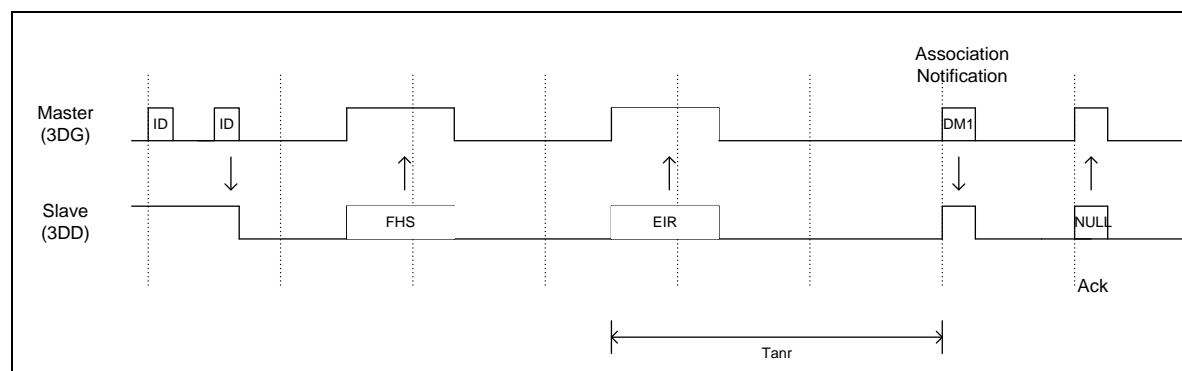 Association
Notification
Master
(3DG)
ID
ID
DM1
Slave
(3DD)
FHS
EIR
NULL
Ack
Tanr